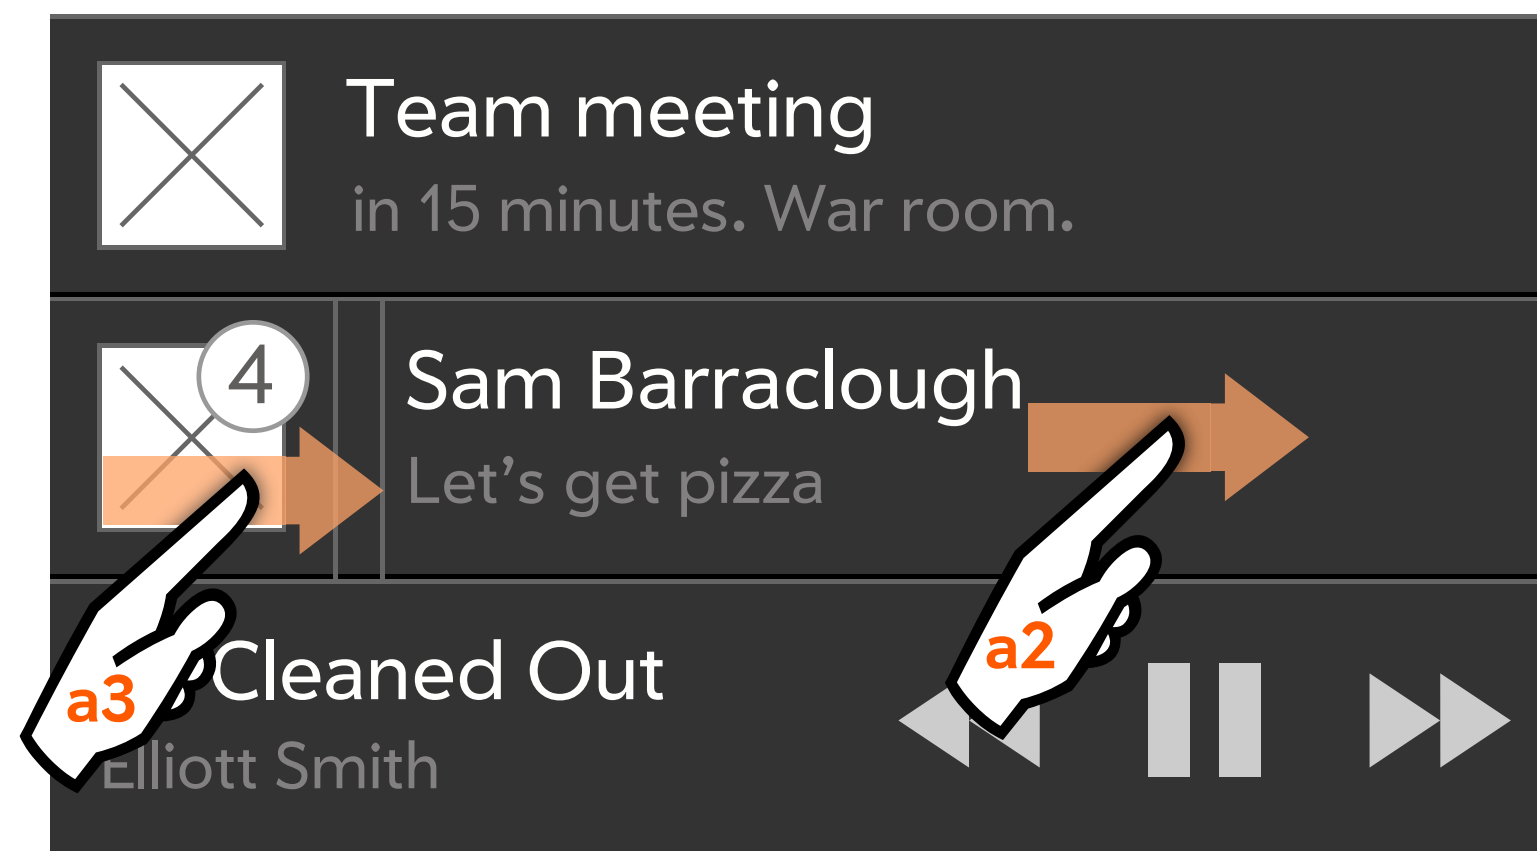 Team meeting
in 15 minutes. War room.
4
Sam Barraclough
Let's get pizza
a2
a3
Cleaned Out
Elliott Smith